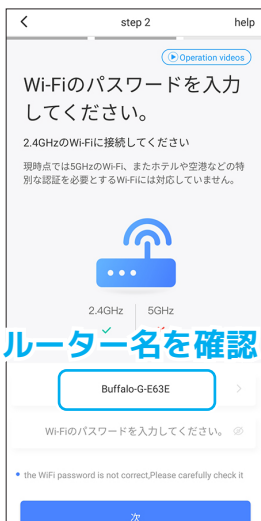 step 2
help
Operation videos
Wi-Fiのパスワードを入力
してください。
2.4GHzのWi-Fiに接続してください
現時点では5GHzのWi-Fi、またホテルや空港などの特
別な認証を必要とするWi-Fiには対応していません。
2.4GHz
5GHz
ルーター名を確認
Buffalo-G-E63E
Wi-Fiのパスワードを入力してください。
the WiFi password is not correct,Please carefully check it
次